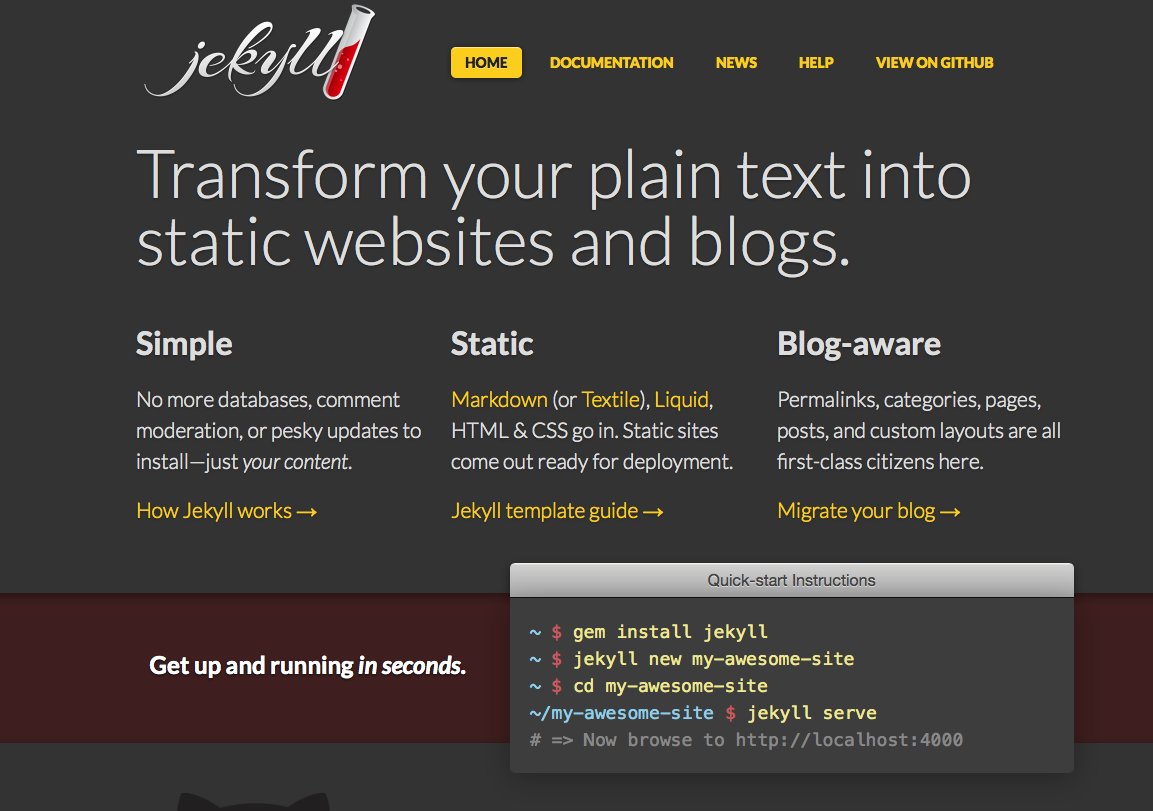 jekyll
HOME DOCUMENTATION NEWS HELP VIEW ON GITHUB
Transform your plain text into
static websites and blogs.
Simple
No more databases, comment
moderation, or pesky updates to
install—just your content.
How Jekyll works →
Static
Markdown (or Textile), Liquid,
HTML & CSS go in. Static sites
come out ready for deployment.
Jekyll template guide →
Blog-aware
Permalinks, categories, pages,
posts, and custom layouts are all
first-class citizens here.
Migrate your blog →
Get up and running in seconds.
Quick-start Instructions
~ $ gem install jekyll
~ $ jekyll new my-awesome-site
~ $ cd my-awesome-site
~/my-awesome-site $ jekyll serve
# => Now browse to http://localhost:4000